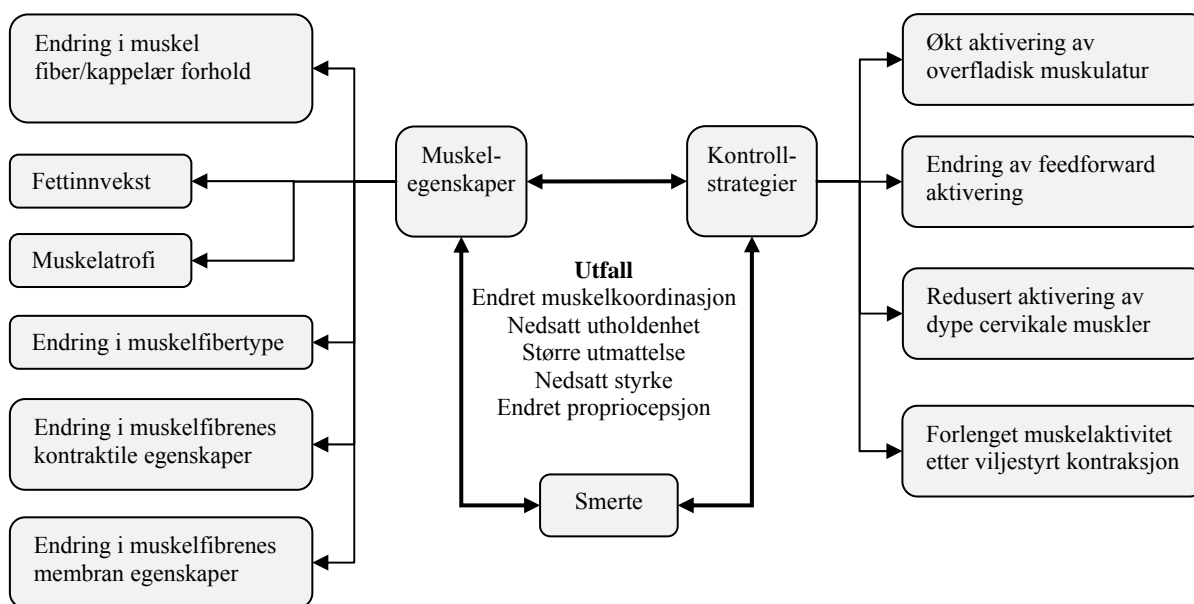 Endring i muskel
fiber/kappelær forhold
Fettinnvekst
Muskelatrofi
Endring i muskelfibertype
Endring i muskelfibrenes
kontraktile egenskaper
Endring i muskelfibrenes
membran egenskaper
Muskel-
egenskaper
Kontroll-
strategier
Utfall
Endret muskelkoordinasjon
Nedsatt utholdenhet
Større utmattelse
Nedsatt styrke
Endret propriocepsjon
Smerte
Økt aktivering av
overfladisk muskulatur
Endring av feedforward
aktivering
Redusert aktivering av
dype cervikale muskler
Forlenget muskelaktivitet
etter viljestyrt kontraksjon